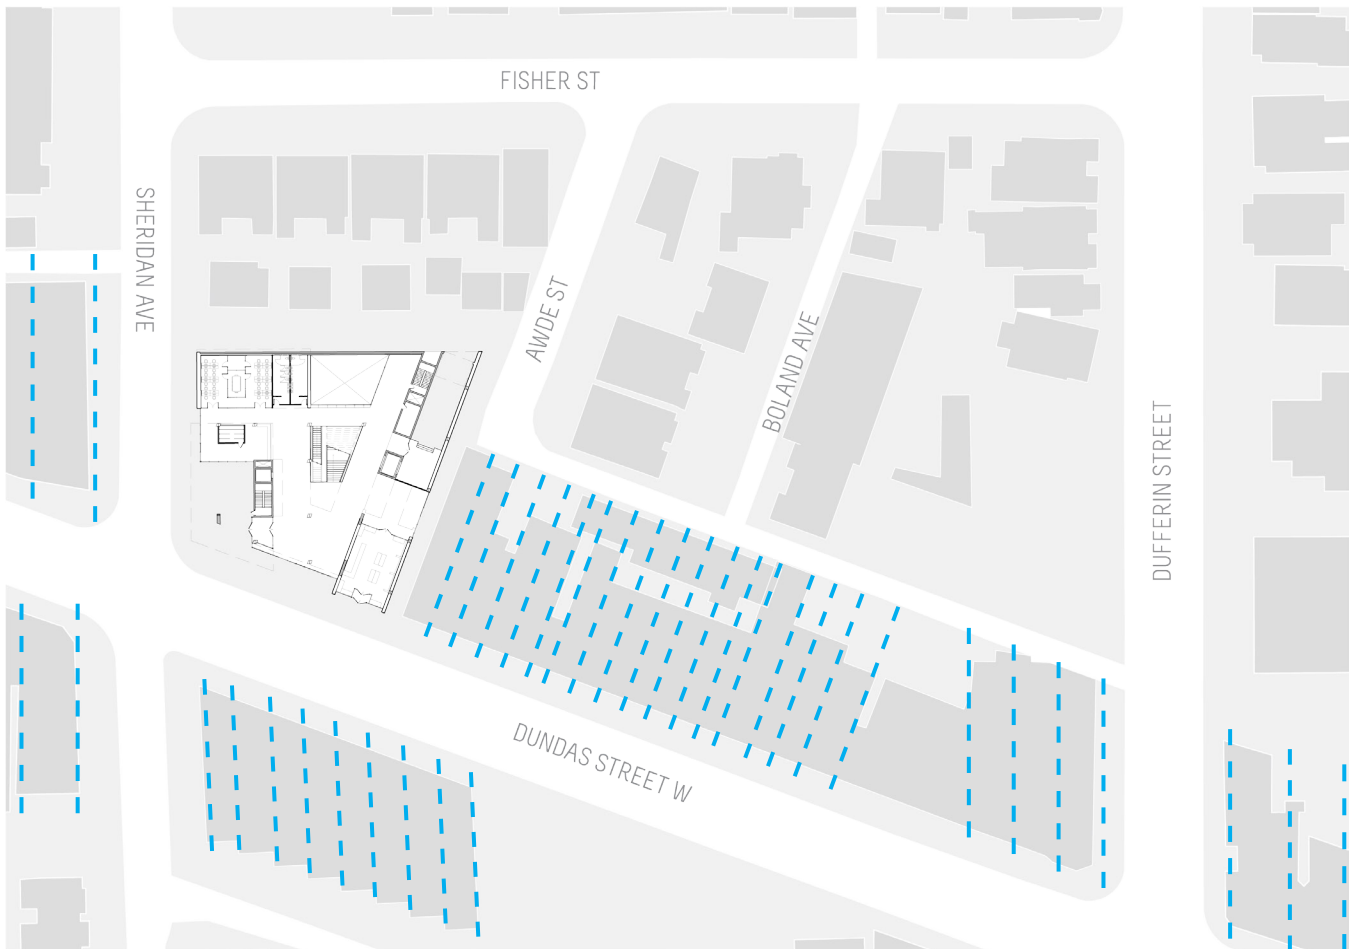 FISHER ST
SHERIDAN AVE
AWDE ST
BOLAND AVE
DUFFERIN STREET
DUNDAS STREET W